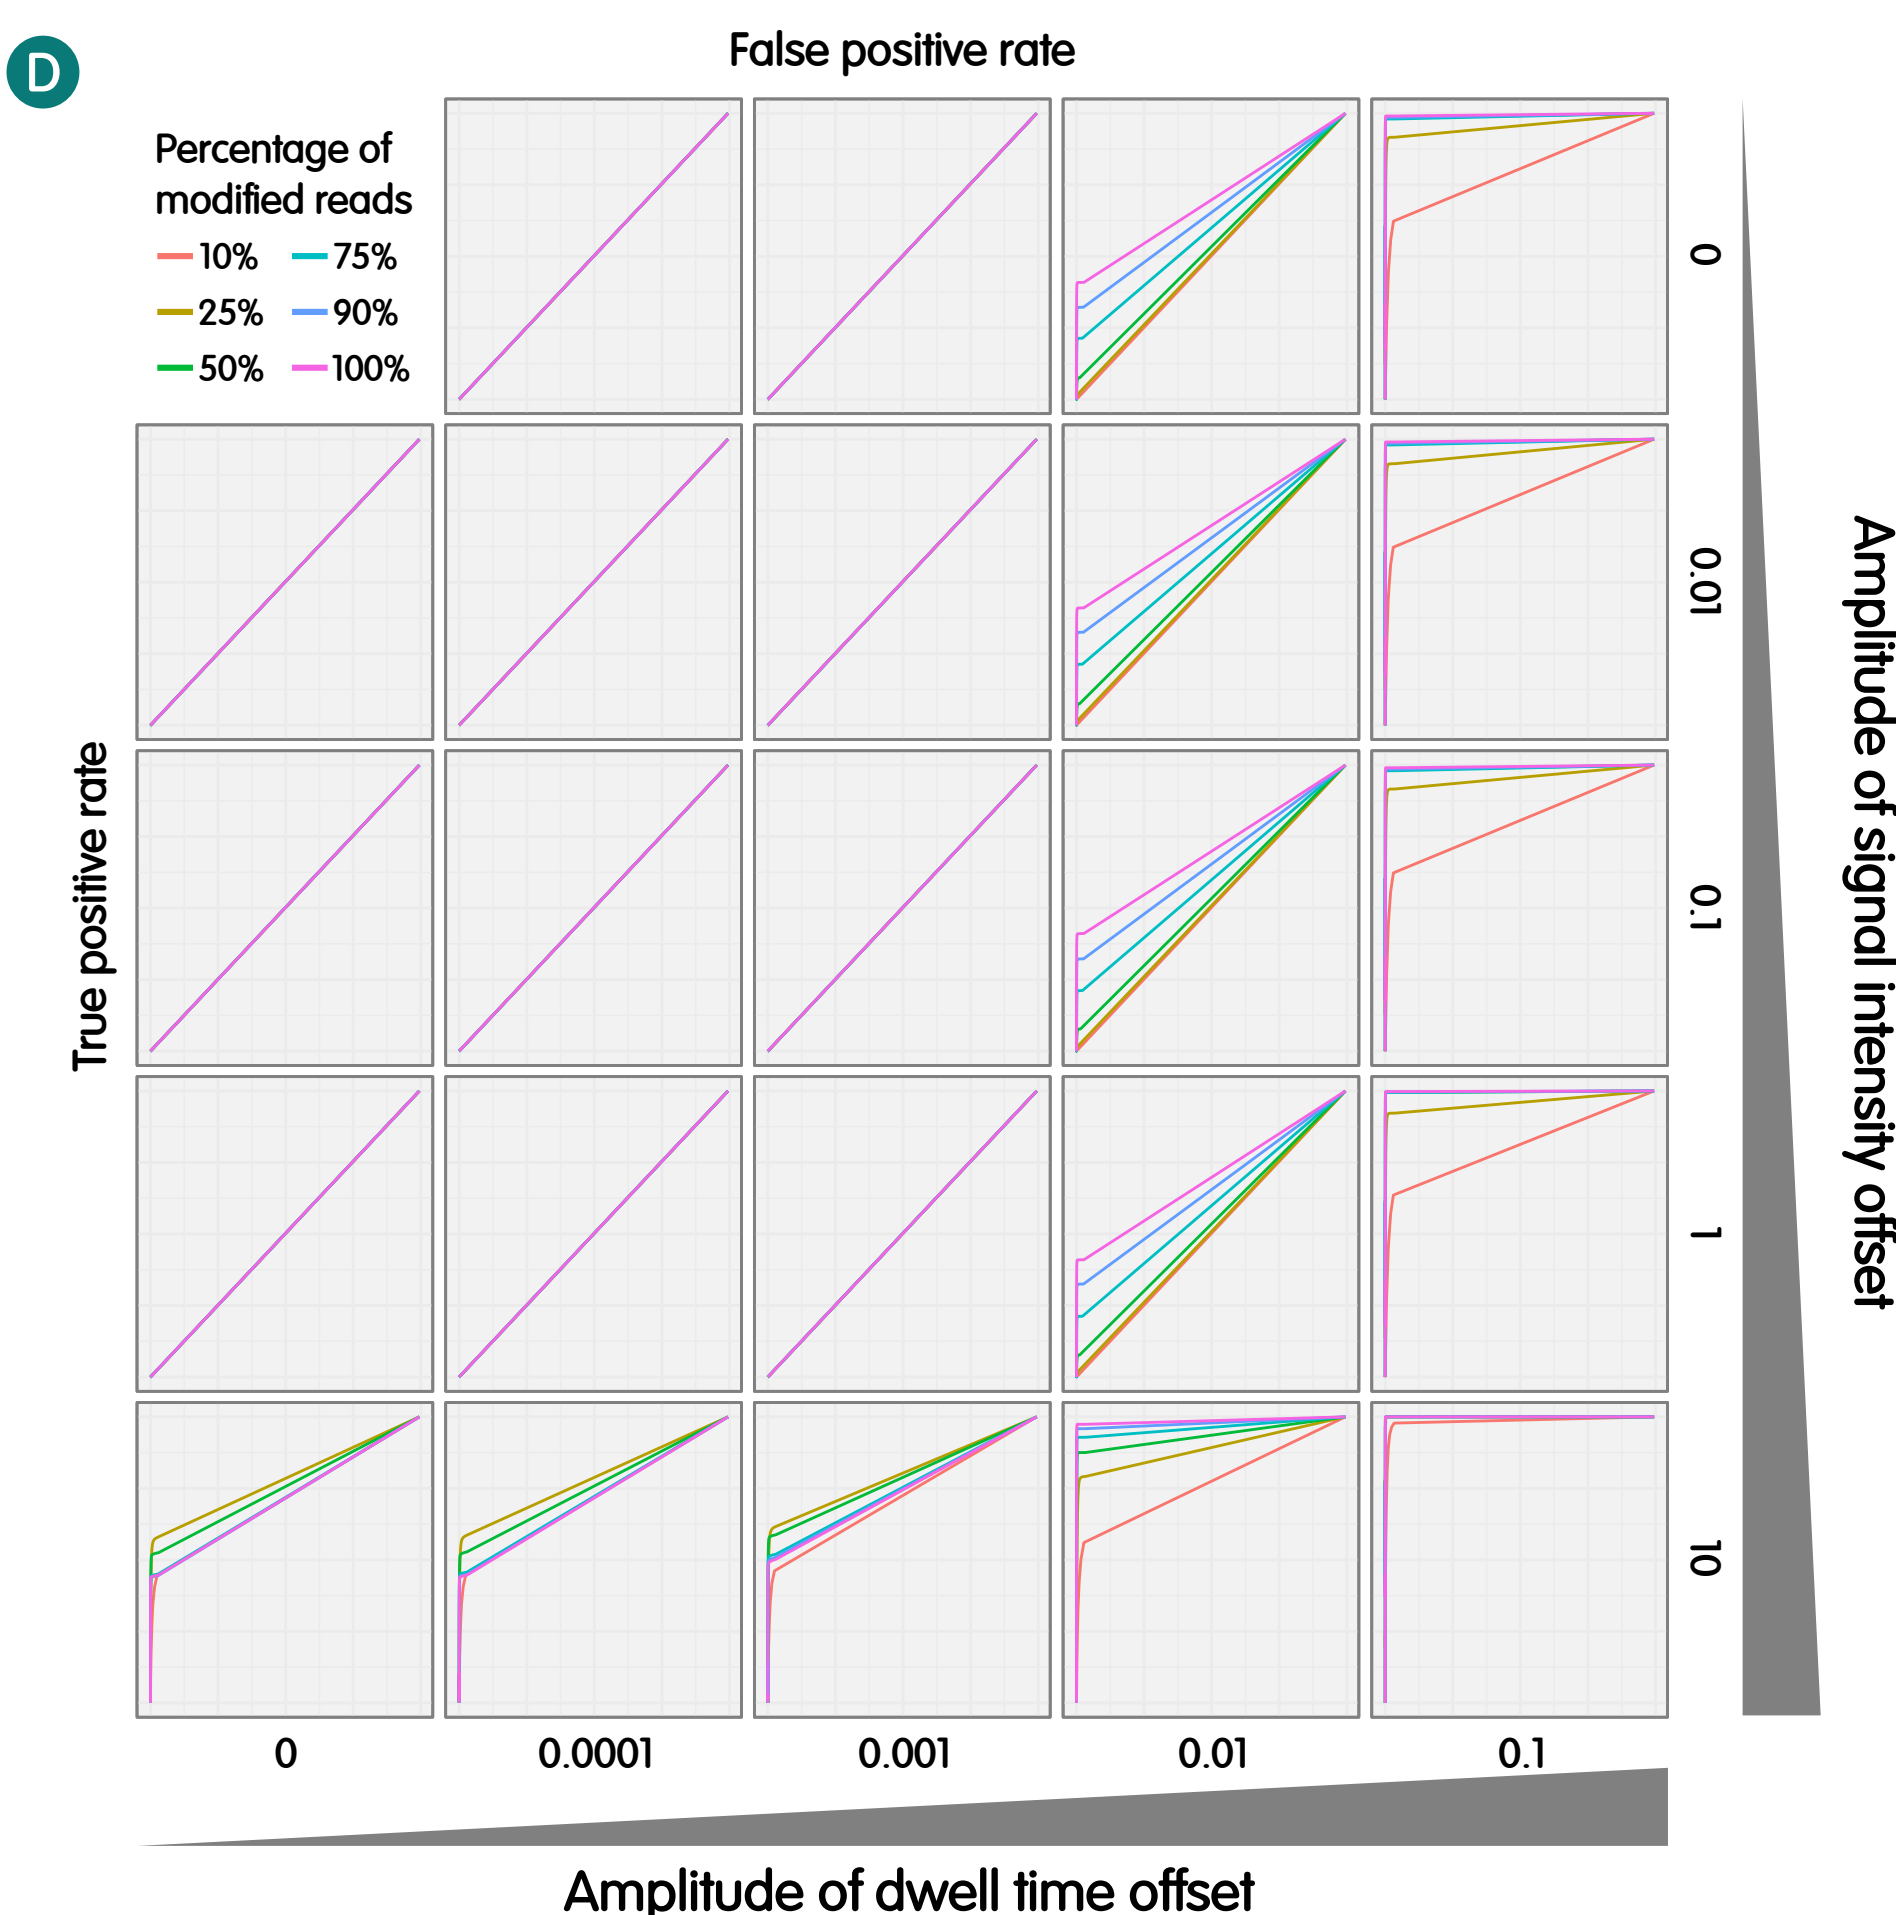 D
False positive rate
Percentage of
modified reads
10% 75%
25% 90%
50% 100%
True positive rate
0
0.01
0.1
1
10
Amplitude of signal intensity offset
0 0.0001 0.001 0.01 0.1
Amplitude of dwell time offset